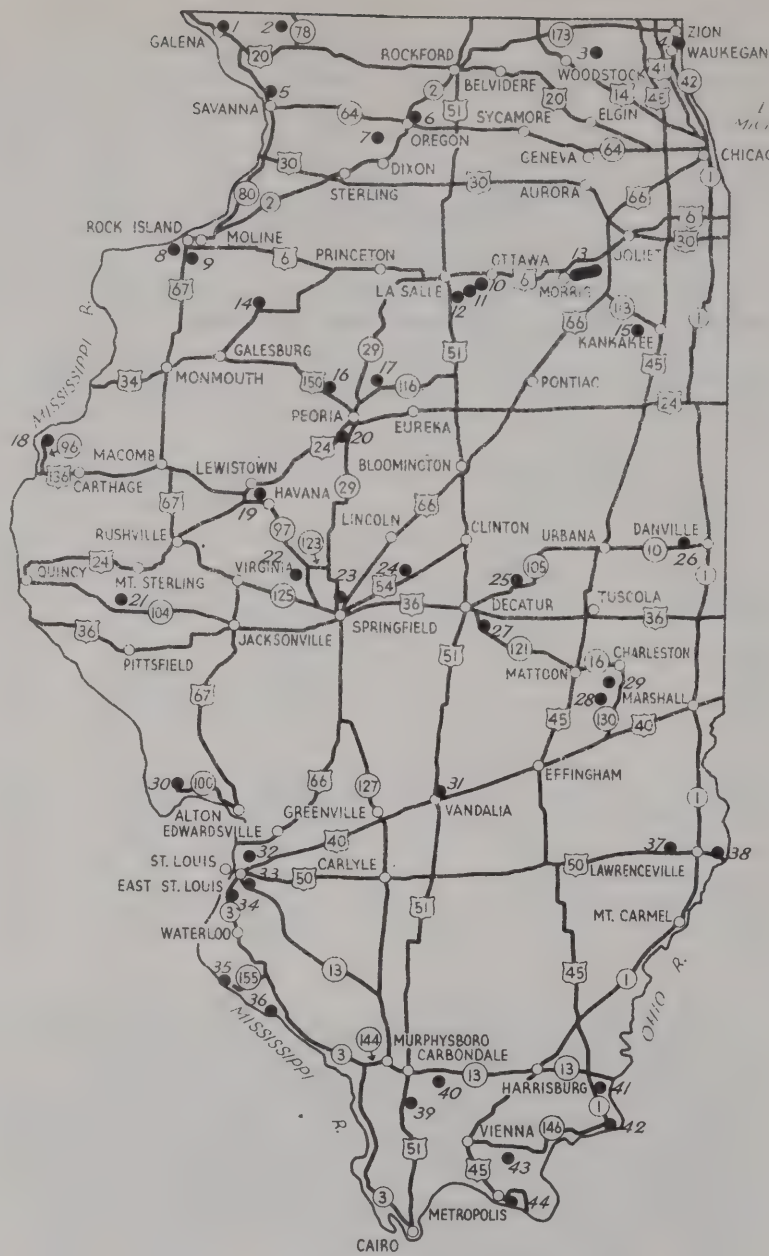 1 2 78 ZION
GALENA 173 3 4 WAUKEGAN
20 ROCKFORD 41 42
BELVIDERE WOODSTOCK 45
5 2 51 20 14
SAVANNA 64 6 SYCAMORE ELGIN
7 OREGON GENEVA 64 CHICAG
30 DIXON 1
STERLING 30 AURORA 66
80 2
ROCK ISLAND MOLINE PRINCETON OTTAWA 13 6
8 9 6 LA SALLE 6 MORRIS JOLIET 30
67 12 11 10
14 113 1
MISSISSIPPI R. GALESBURG 29 51 66 15 KANKAKEE
34 MONMOUTH 150 16 17 116 PONTIAC 45
PEORIA 24
18 96 MACOMB 24 20 EUREKA
136 CARTHAGE LEWISTOWN BLOOMINGTON
67 19 HAVANA 29 66
RUSHVILLE 97 123 LINCOLN CLINTON URBANA DANVILLE
24 22 10 26
QUINCY MT. STERLING VIRGINIA 23 54 24 25 105 1
21 125 36 DECATUR TUSCOLA
104 SPRINGFIELD 27 36
36 JACKSONVILLE 51 121 16 CHARLESTON
PITTSFIELD MATTOON 29
67 28 MARSHALL
45 130 40
66 127 EFFINGHAM
30 100 31
ALTON GREENVILLE VANDALIA 1
EDWARDSVILLE 40
32 37 38
ST. LOUIS CARLYLE 50 LAWRENCEVILLE
EAST ST. LOUIS 50
33
34 51 MT. CARMEL
3
WATERLOO 13 45
35 155 1
36 OHIO R.
MISSISSIPPI 144 MURPHYSBORO
3 CARBONDALE 13 13
40 HARRISBURG 41
R. 39 1
51 VIENNA 146 42
45 43
3 44
METROPOLIS
CAIRO